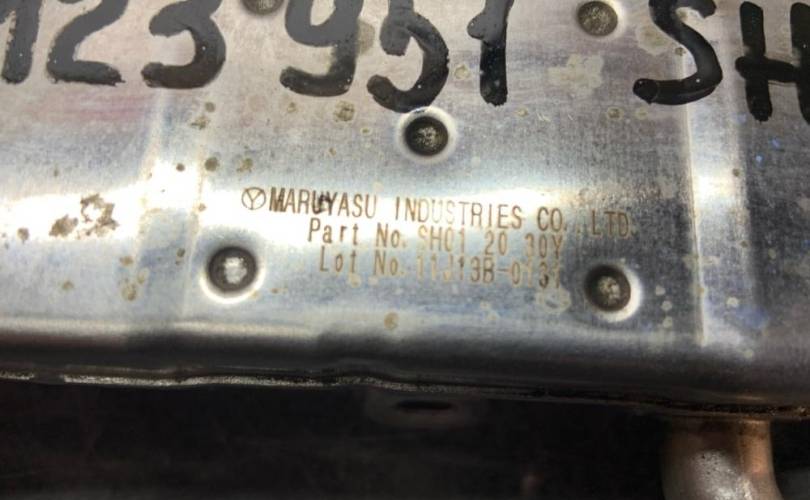 123951 SH
MARUYASU INDUSTRIES CO., LTD.
Part No. SH01 20 30Y
Lot No. 11J13B-0131